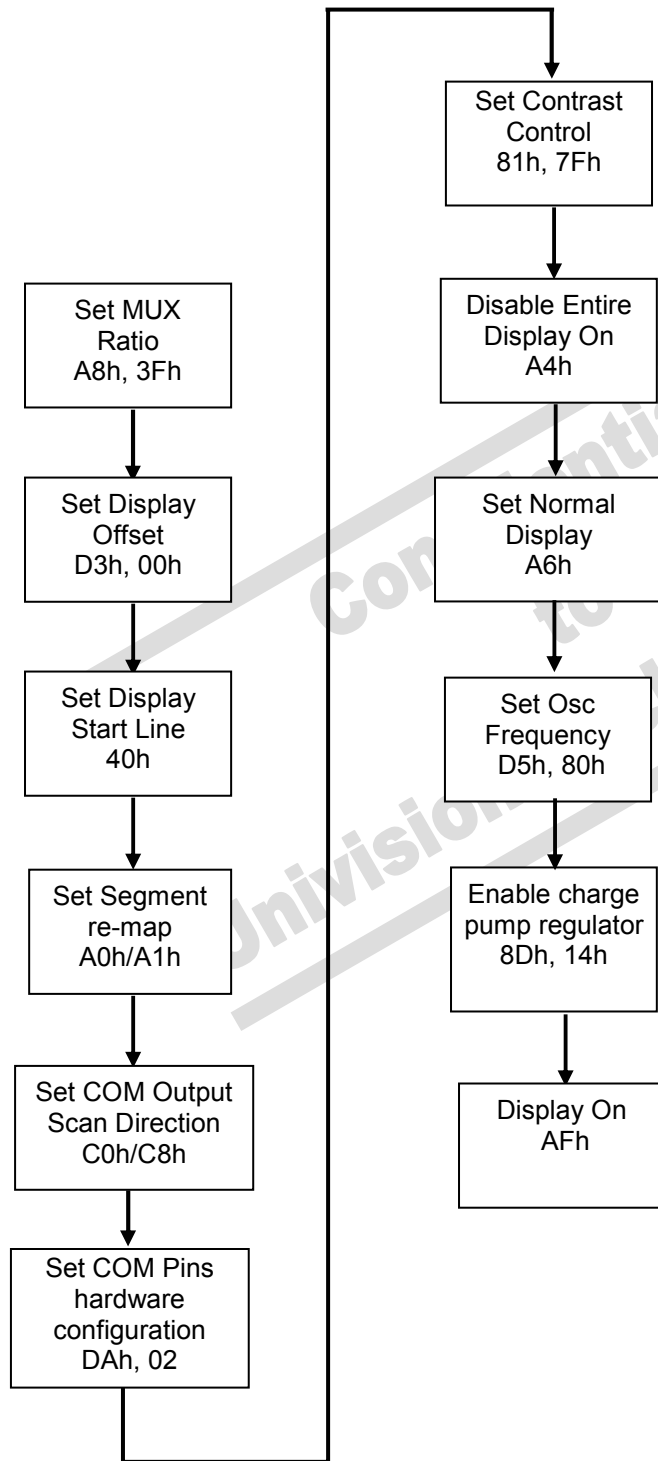 Set MUX
Ratio
A8h, 3Fh
Set Display
Offset
D3h, 00h
Set Display
Start Line
40h
Set Segment
re-map
A0h/A1h
Set COM Output
Scan Direction
C0h/C8h
Set COM Pins
hardware
configuration
DAh, 02
Set Contrast
Control
81h, 7Fh
Disable Entire
Display On
A4h
Set Normal
Display
A6h
Set Osc
Frequency
D5h, 80h
Enable charge
pump regulator
8Dh, 14h
Display On
AFh
to
Univision